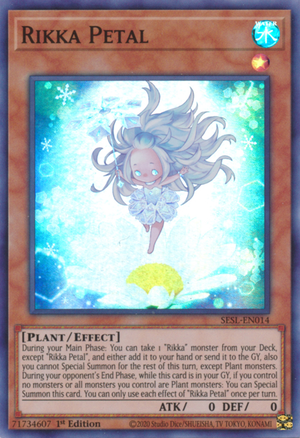 RIKKA PETAL
WATER
水
SESL-EN014
[PLANT/EFFECT]
During your Main Phase: You can take 1 "Rikka" monster from your Deck,
except "Rikka Petal", and either add it to your hand or send it to the GY, also
you cannot Special Summon for the rest of this turn, except Plant monsters.
During your opponent's End Phase, while this card is in your GY, if you control
no monsters or all monsters you control are Plant monsters: You can Special
Summon this card. You can only use each effect of "Rikka Petal" once per turn.
ATK/ 0 DEF/ 0
71734607 1st Edition ©2020 Studio Dice/SHUEISHA, TV TOKYO, KONAMI